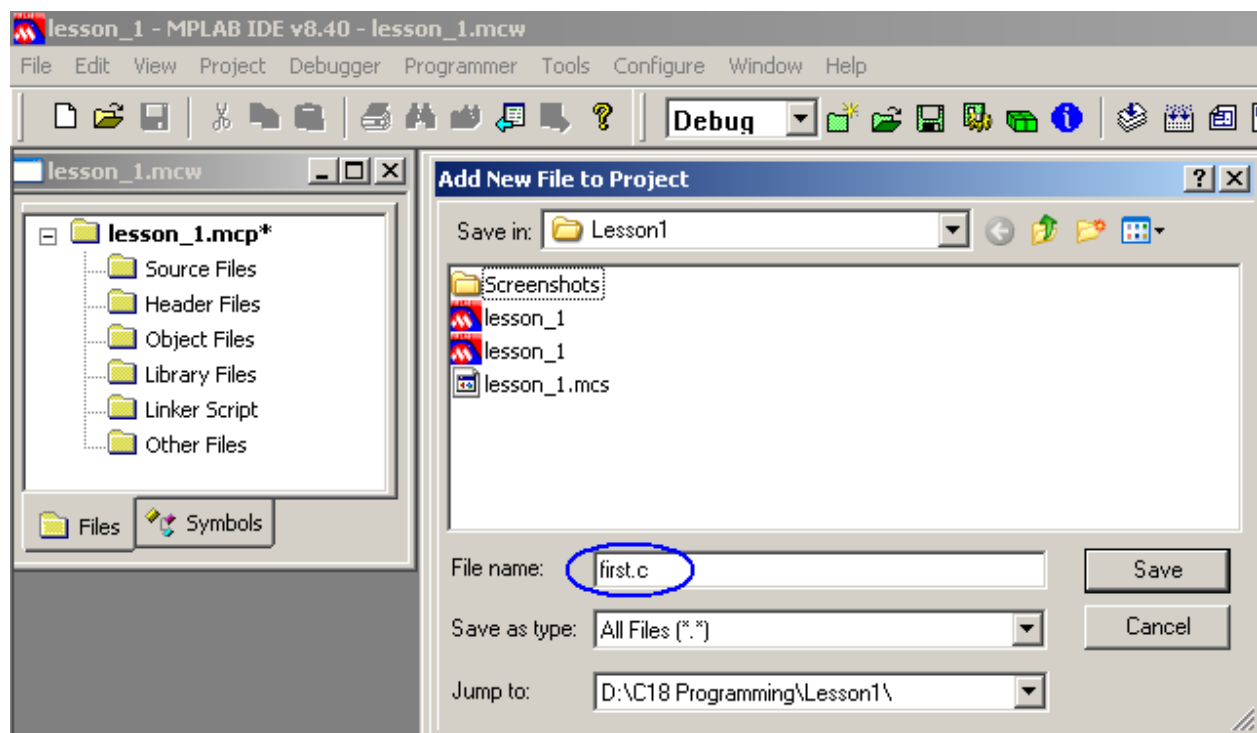 lesson_1 - MPLAB IDE v8.40 - lesson_1.mcw
File Edit View Project Debugger Programmer Tools Configure Window Help
Debug
lesson_1.mcw
lesson_1.mcp*
Source Files
Header Files
Object Files
Library Files
Linker Script
Other Files
Files Symbols
Add New File to Project
Save in: Lesson1
Screenshots
lesson_1
lesson_1
lesson_1.mcs
File name: first.c Save
Save as type: All Files (*.*) Cancel
Jump to: D:\C18 Programming\Lesson1\